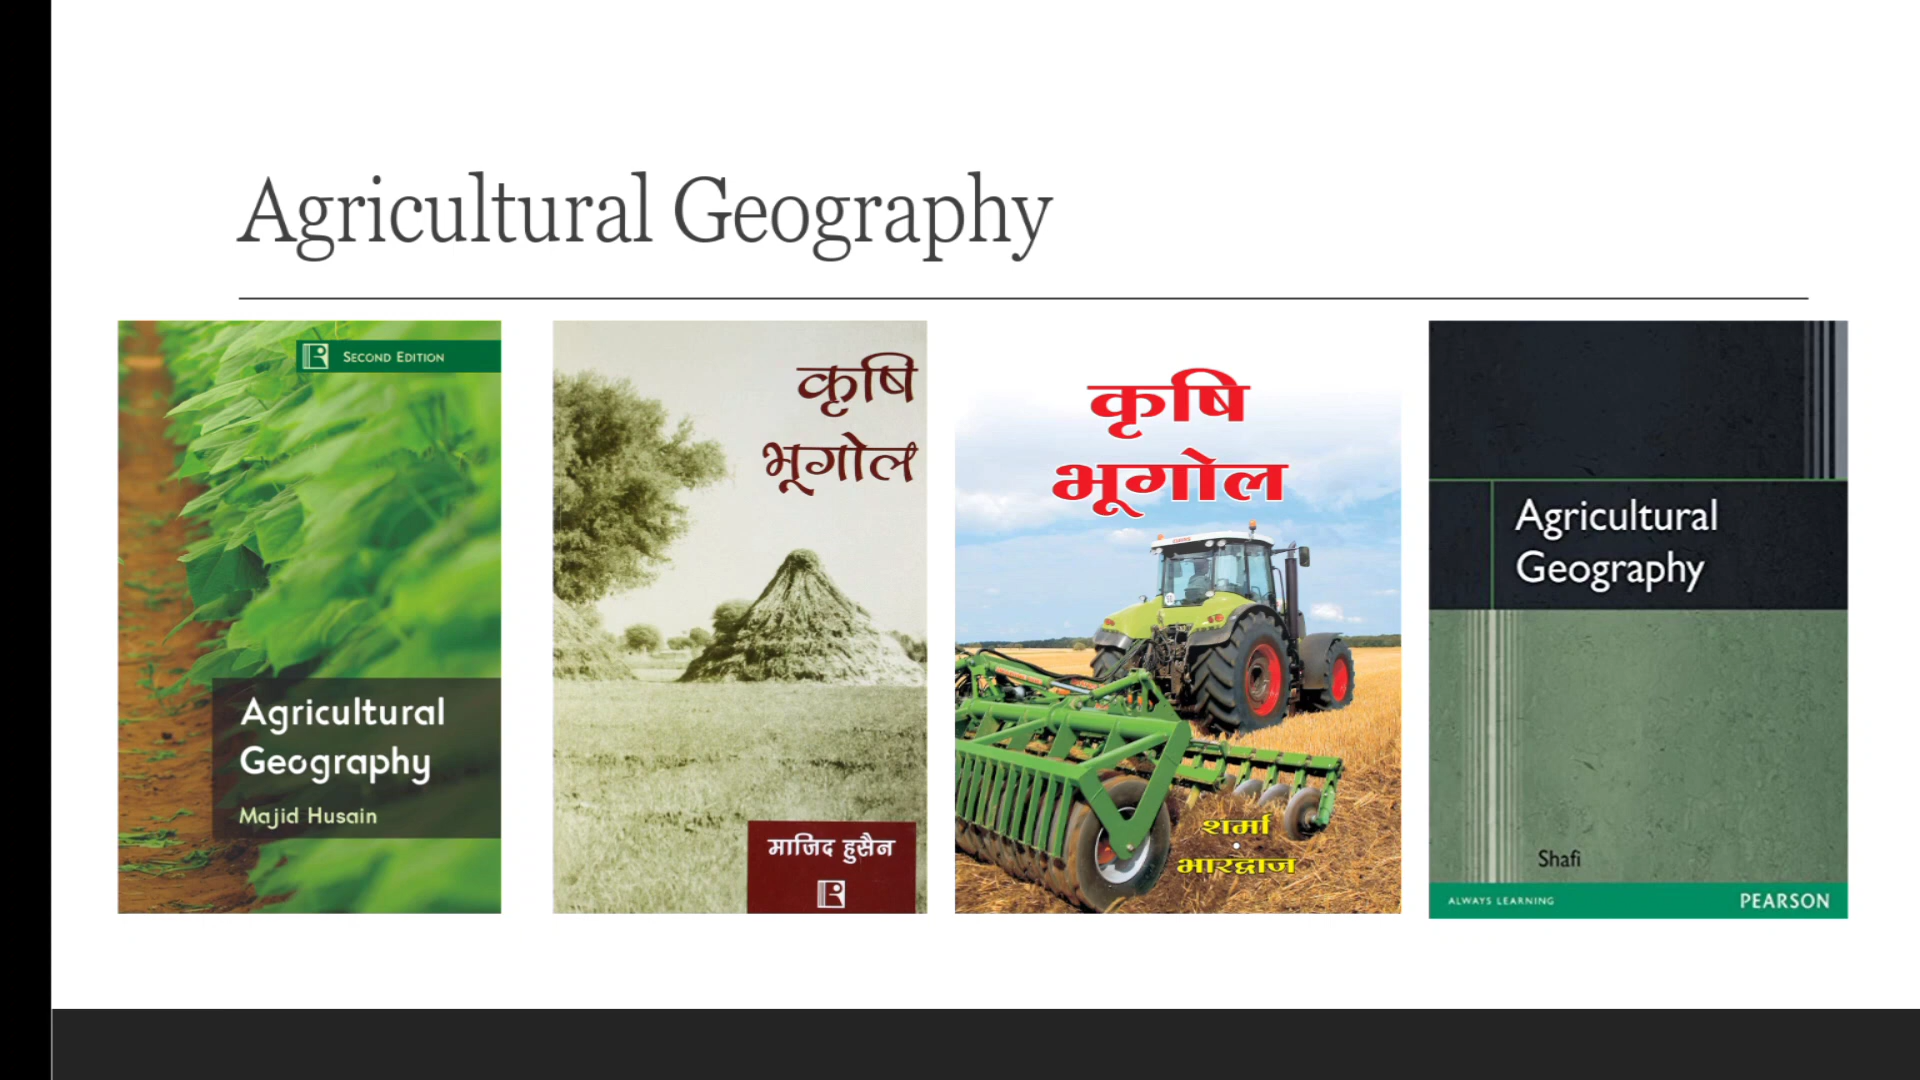 Agricultural Geography
SECOND EDITION
Agricultural
Geography
Majid Husain
कृषि
भूगोल
माजिद हुसैन
कृषि
भूगोल
शर्मा
भारद्वाज
Agricultural
Geography
Shafi
ALWAYS LEARNING
PEARSON